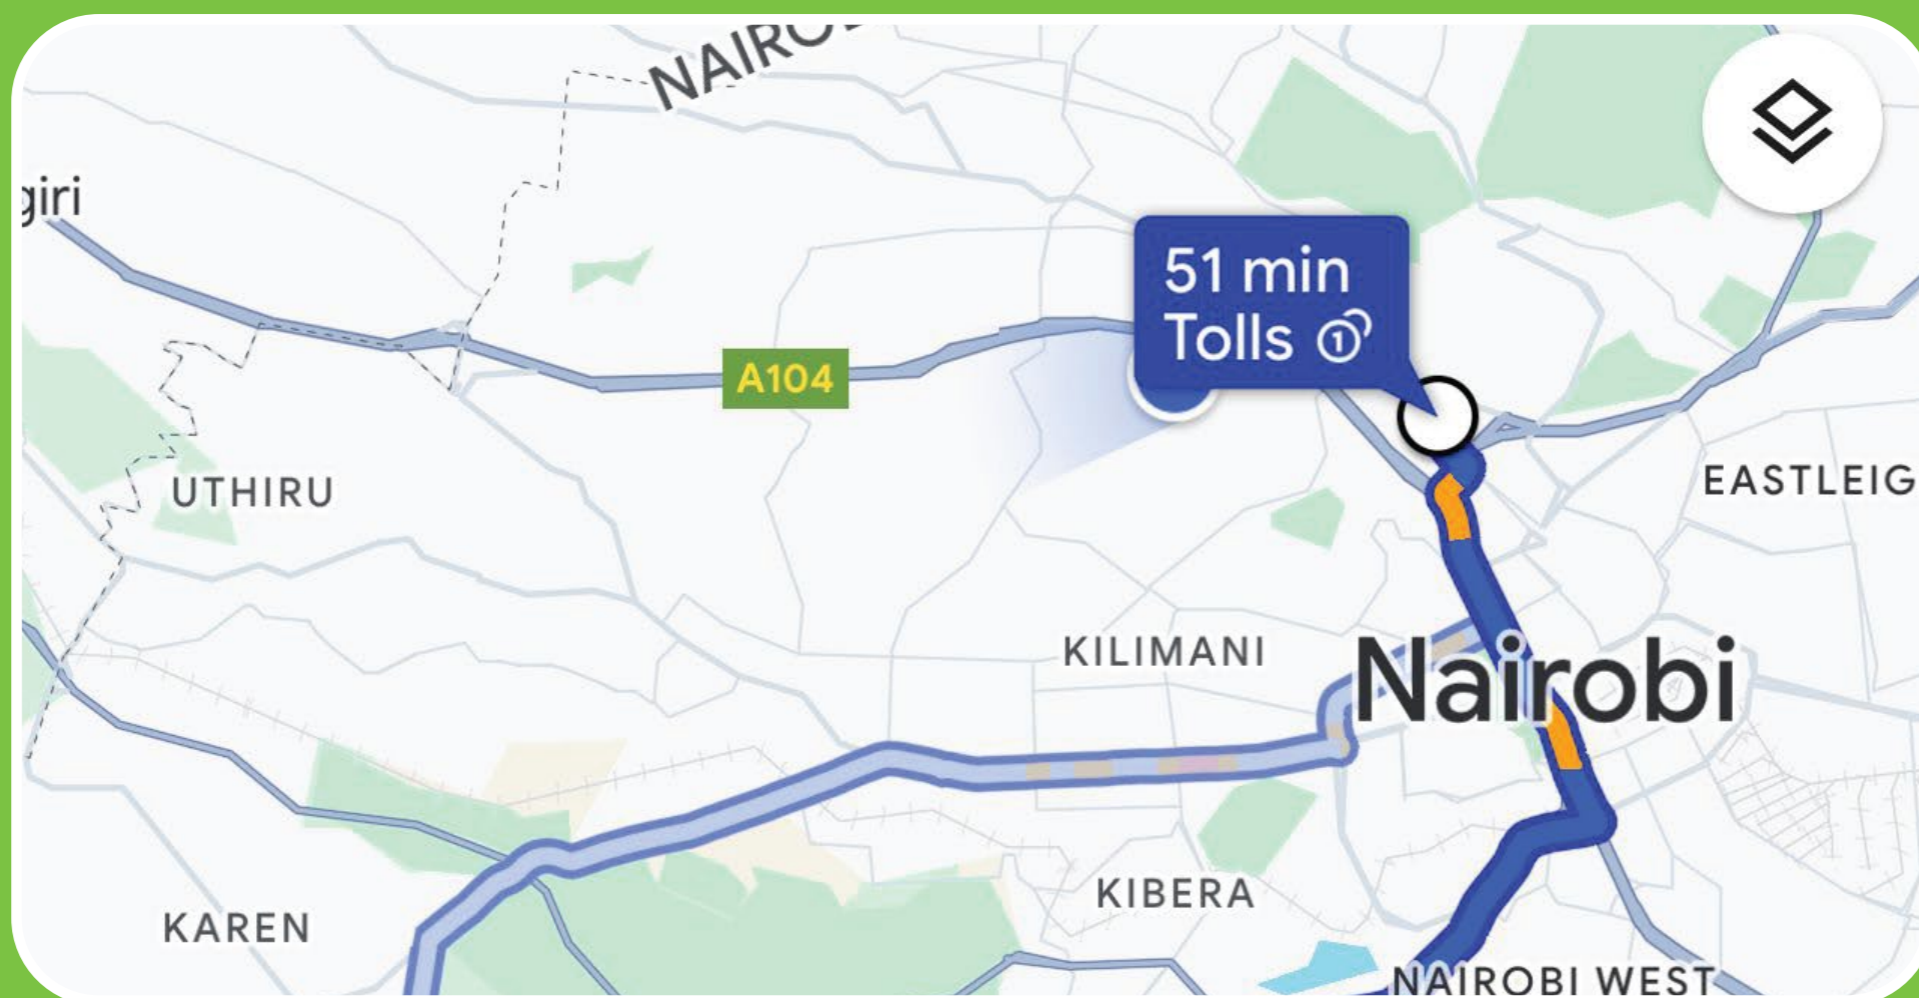 giri
51 min
Tolls
A104
UTHIRU
EASTLEIG
KILIMANI
Nairobi
KIBERA
KAREN
NAIROBI WEST